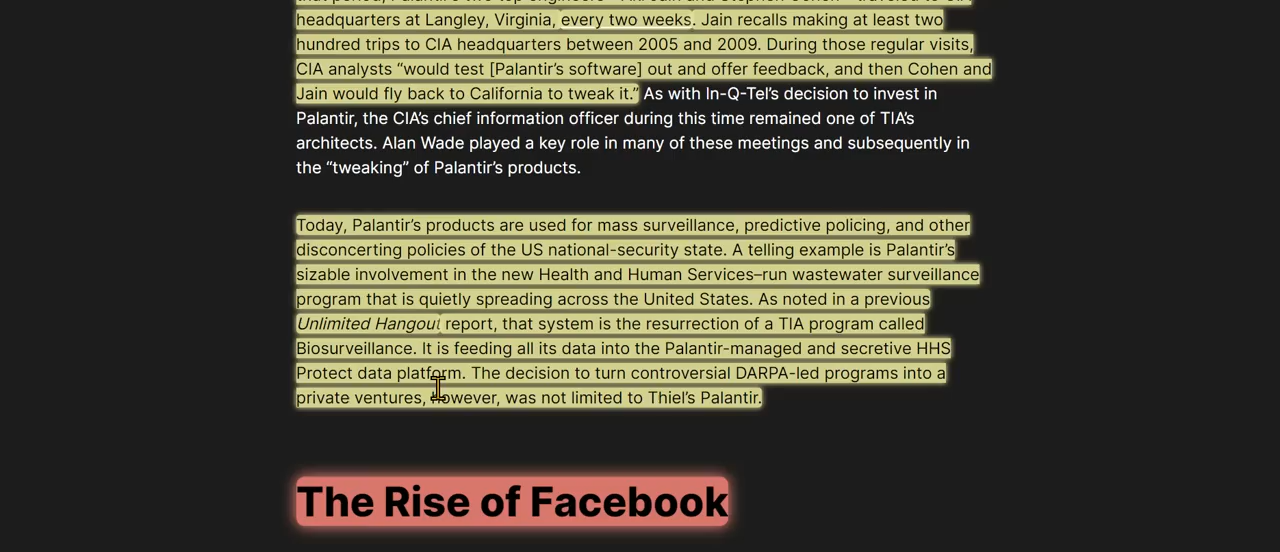 headquarters at Langley, Virginia, every two weeks. Jain recalls making at least two
hundred trips to CIA headquarters between 2005 and 2009. During those regular visits,
CIA analysts “would test [Palantir’s software] out and offer feedback, and then Cohen and
Jain would fly back to California to tweak it.” As with In-Q-Tel’s decision to invest in
Palantir, the CIA’s chief information officer during this time remained one of TIA’s
architects. Alan Wade played a key role in many of these meetings and subsequently in
the “tweaking” of Palantir’s products.
Today, Palantir’s products are used for mass surveillance, predictive policing, and other
disconcerting policies of the US national-security state. A telling example is Palantir’s
sizable involvement in the new Health and Human Services–run wastewater surveillance
program that is quietly spreading across the United States. As noted in a previous
Unlimited Hangout report, that system is the resurrection of a TIA program called
Biosurveillance. It is feeding all its data into the Palantir-managed and secretive HHS
Protect data platform. The decision to turn controversial DARPA-led programs into a
private ventures, however, was not limited to Thiel’s Palantir.
The Rise of Facebook